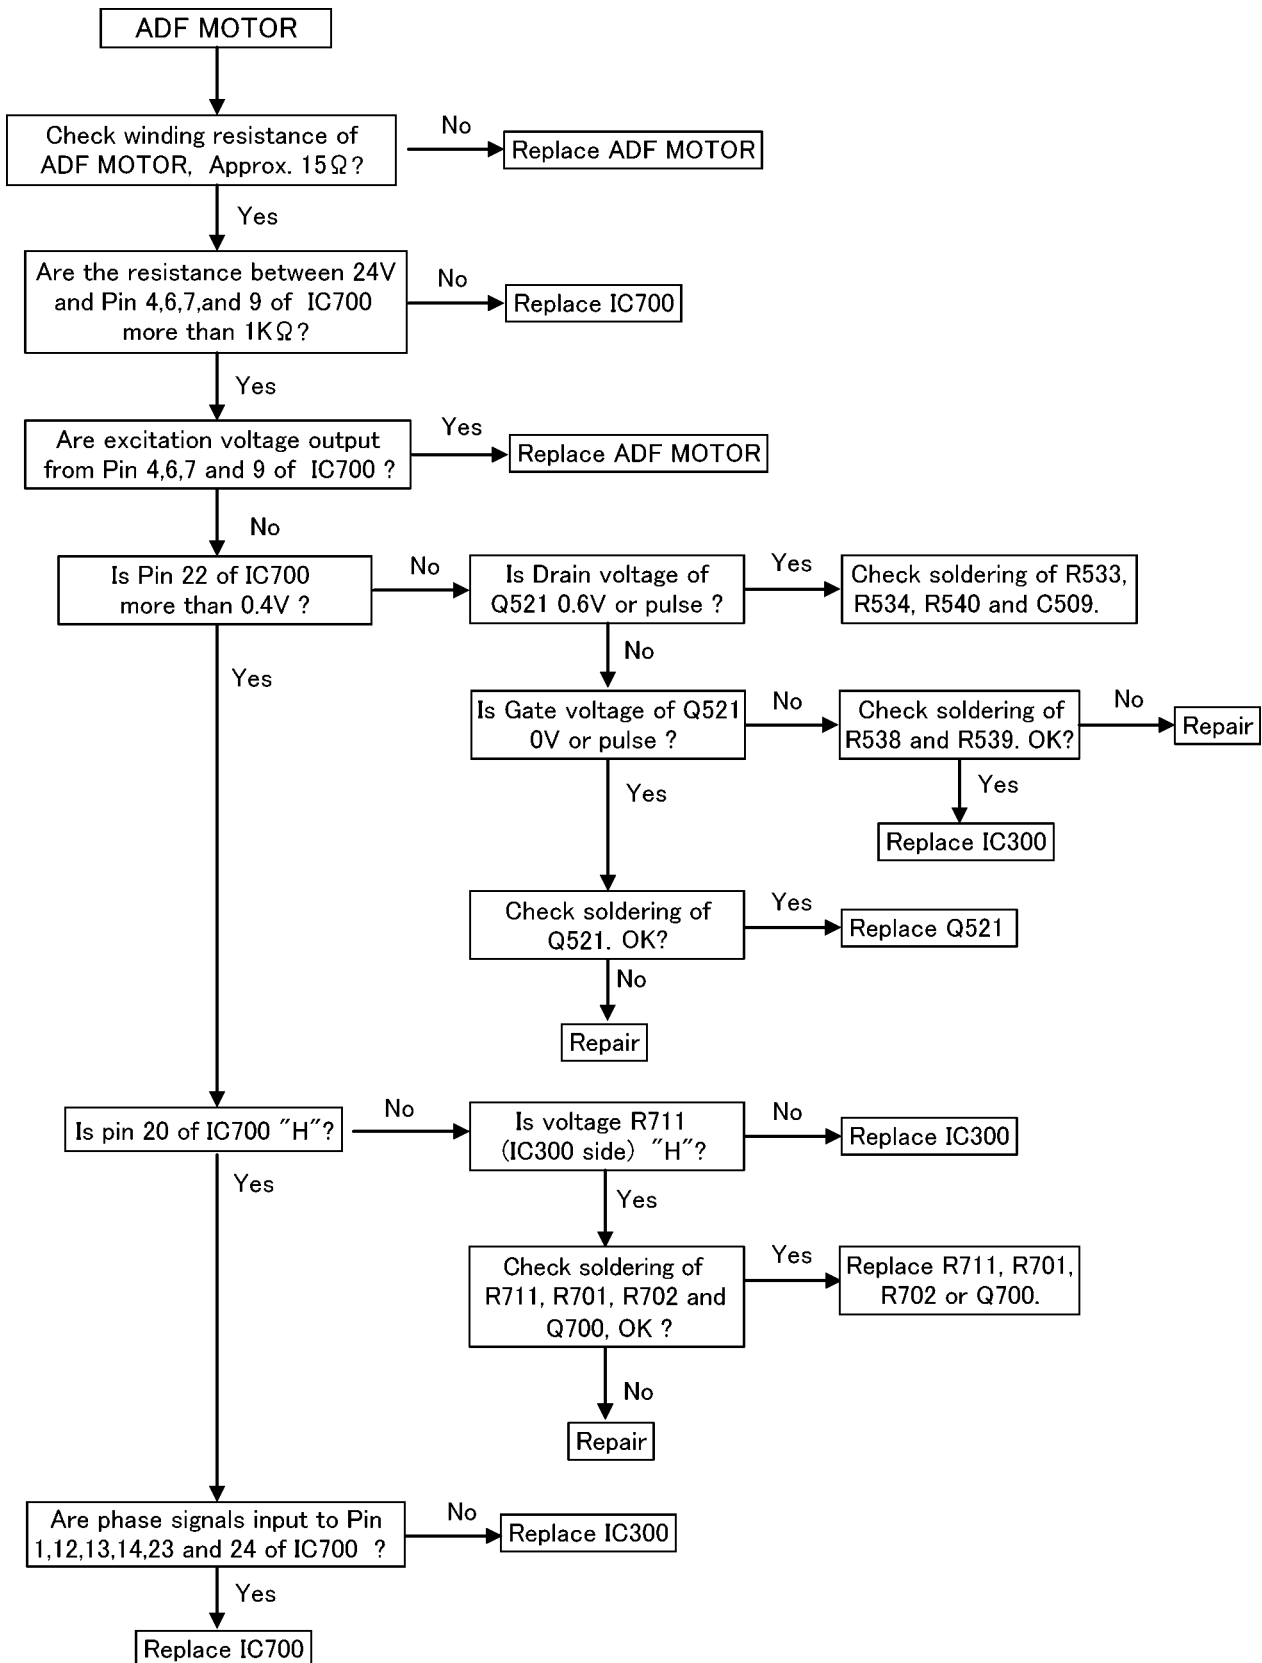 ADF MOTOR
Check winding resistance of
ADF MOTOR, Approx. 15Ω?
No
Replace ADF MOTOR
Yes
Are the resistance between 24V
and Pin 4,6,7,and 9 of IC700
more than 1KΩ?
No
Replace IC700
Yes
Are excitation voltage output
from Pin 4,6,7 and 9 of IC700 ?
Yes
Replace ADF MOTOR
No
Is Pin 22 of IC700
more than 0.4V ?
No
Is Drain voltage of
Q521 0.6V or pulse ?
Yes
Check soldering of R533,
R534, R540 and C509.
No
Yes
Is Gate voltage of Q521
0V or pulse ?
No
Check soldering of
R538 and R539. OK?
No
Repair
Yes
Yes
Replace IC300
Check soldering of
Q521. OK?
Yes
Replace Q521
No
Repair
Is pin 20 of IC700 "H"?
No
Is voltage R711
(IC300 side) "H"?
No
Replace IC300
Yes
Yes
Check soldering of
R711, R701, R702 and
Q700, OK ?
Yes
Replace R711, R701,
R702 or Q700.
No
Repair
Are phase signals input to Pin
1,12,13,14,23 and 24 of IC700 ?
No
Replace IC300
Yes
Replace IC700